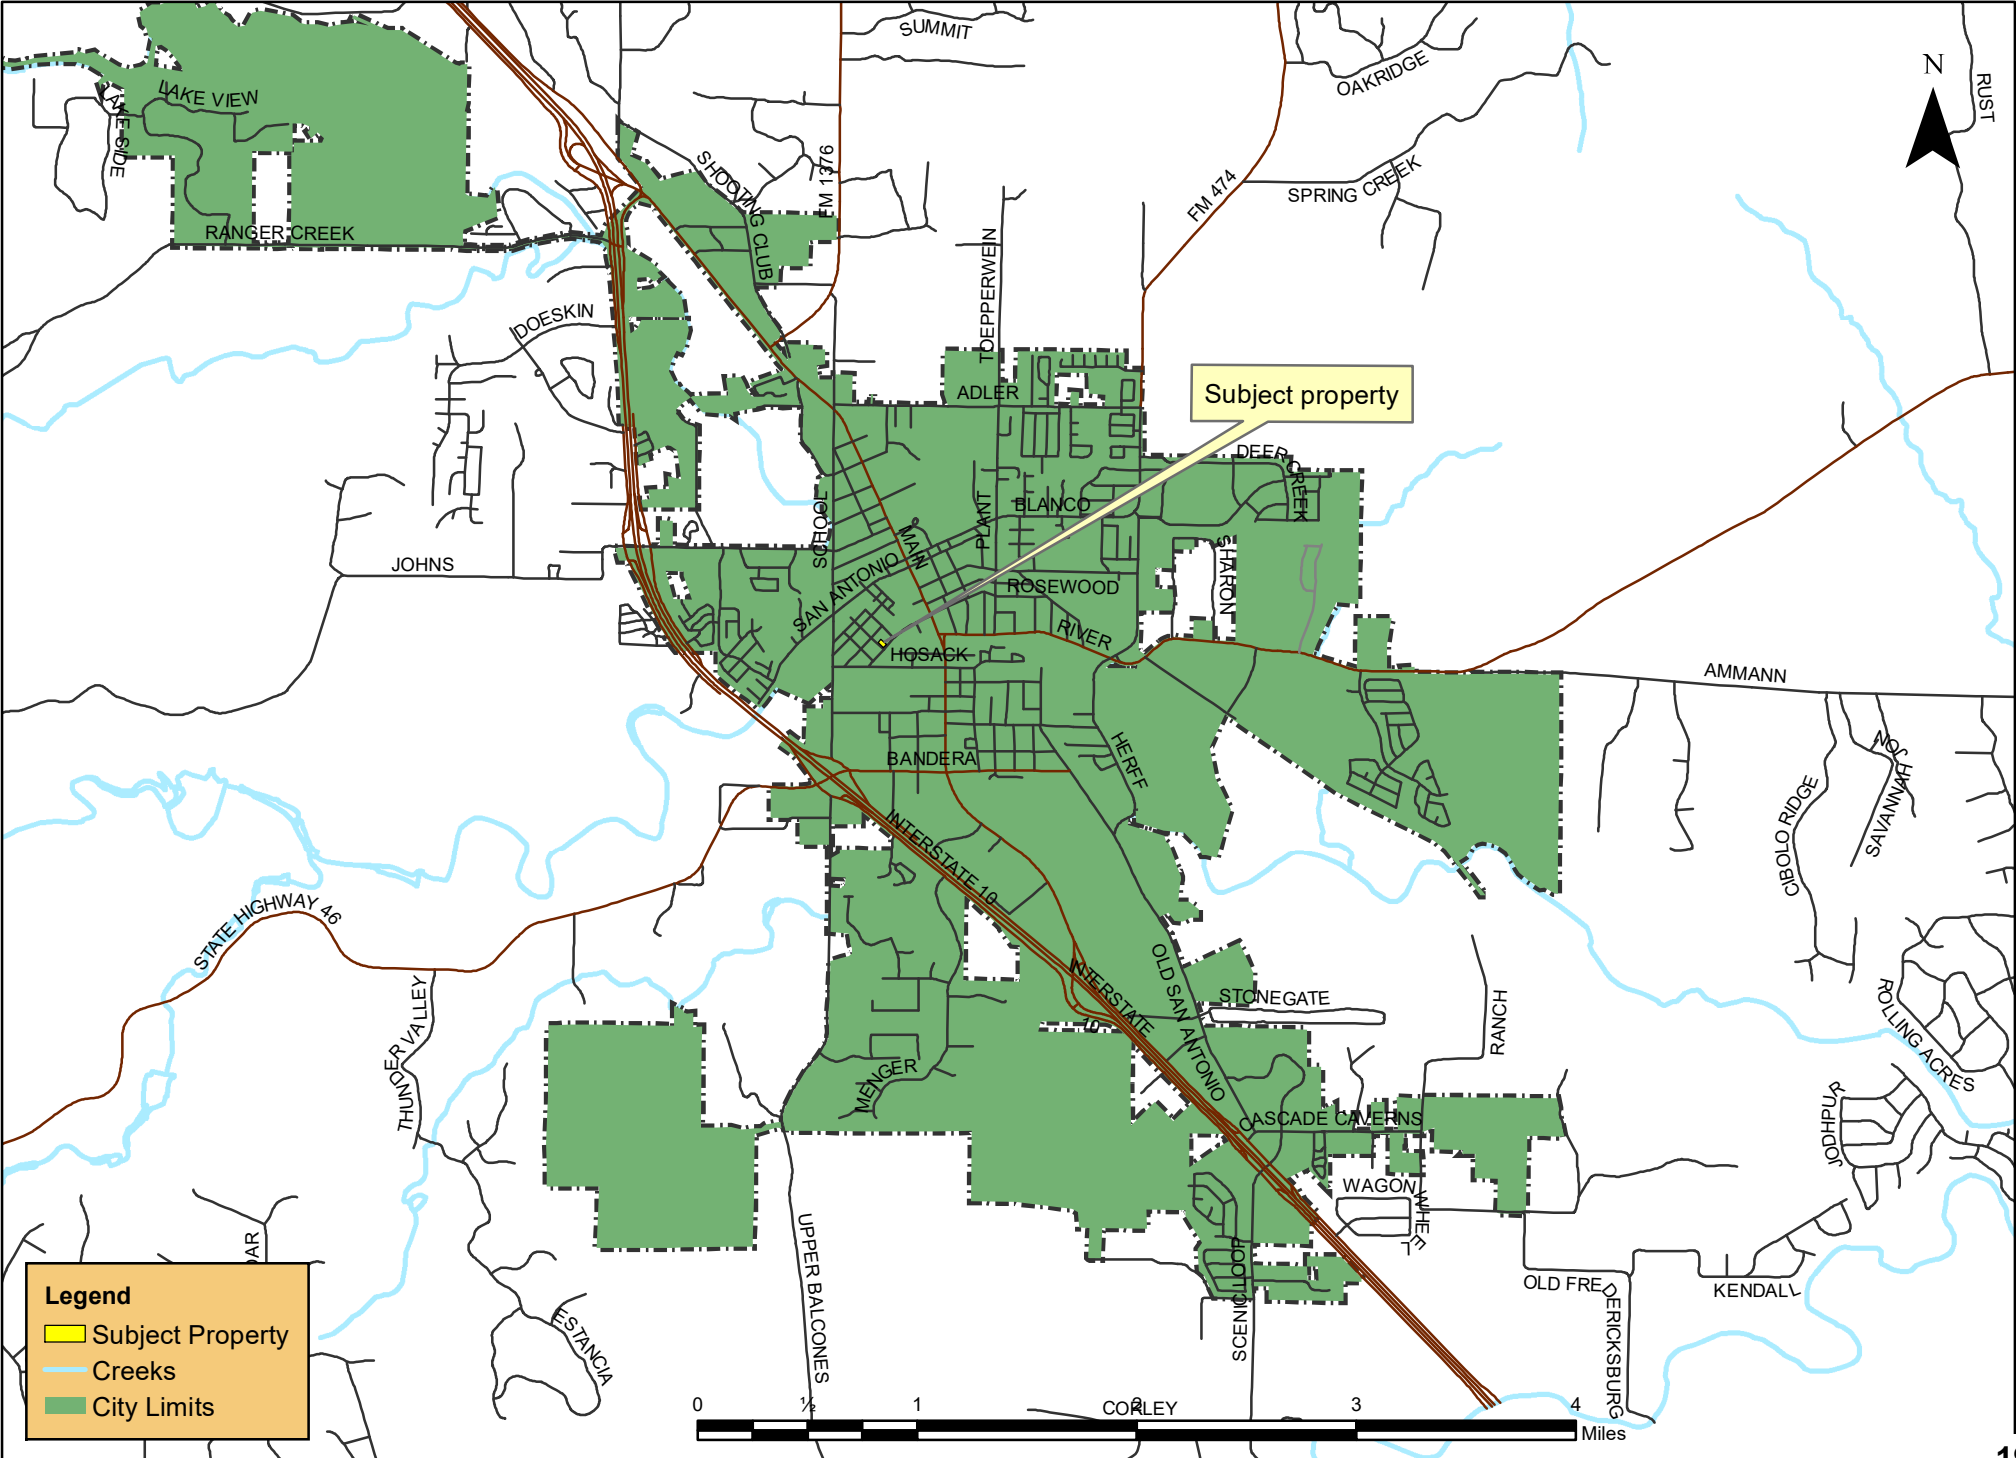 SUMMIT
OAKRIDGE
N
RUST
LAKE VIEW
LAKE SIDE
SHOOTING CLUB
FM 1376
FM 474
SPRING CREEK
RANGER CREEK
TOEPPERWEIN
DOESKIN
ADLER
Subject property
DEER CREEK
SCHOOL
MAIN
PLANT
BLANCO
JOHNS
SAN ANTONIO
ROSEWOOD
SHARON
RIVER
HOSACK
AMMANN
BANDERA
HERFF
JON
SAVANNAH
CIBOLO RIDGE
INTERSTATE 10
STATE HIGHWAY 46
OLD SAN ANTONIO
INTERSTATE 10
STONEGATE
RANCH
ROLLING ACRES
THUNDER VALLEY
MENGER
CASCADE CAVERNS
JODHPUR
WAGON WHEEL
UPPER BALCONES
SCENIC LOOP
OLD FREDERICKSBURG
KENDALL
ESTANCIA
CORLEY
DAR
Legend
Subject Property
Creeks
City Limits
0 ½ 1 2 3 4
Miles